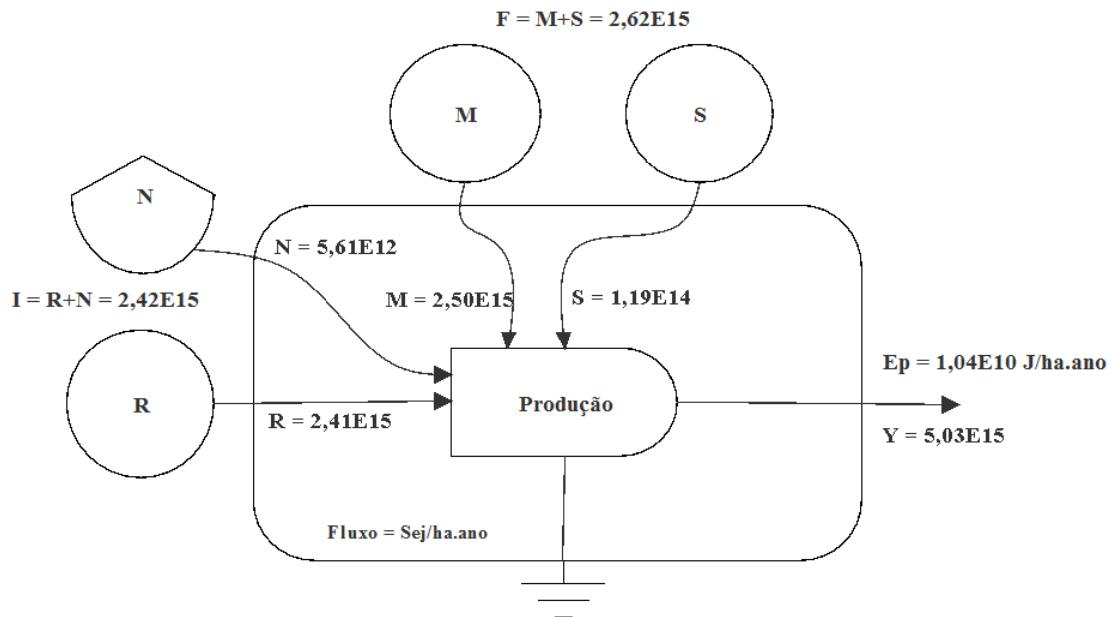 F = M+S = 2,62E15
M
S
N
N = 5,61E12
I = R+N = 2,42E15
M = 2,50E15
S = 1,19E14
Ep = 1,04E10 J/ha.ano
R
Produção
R = 2,41E15
Y = 5,03E15
Fluxo = Sej/ha.ano